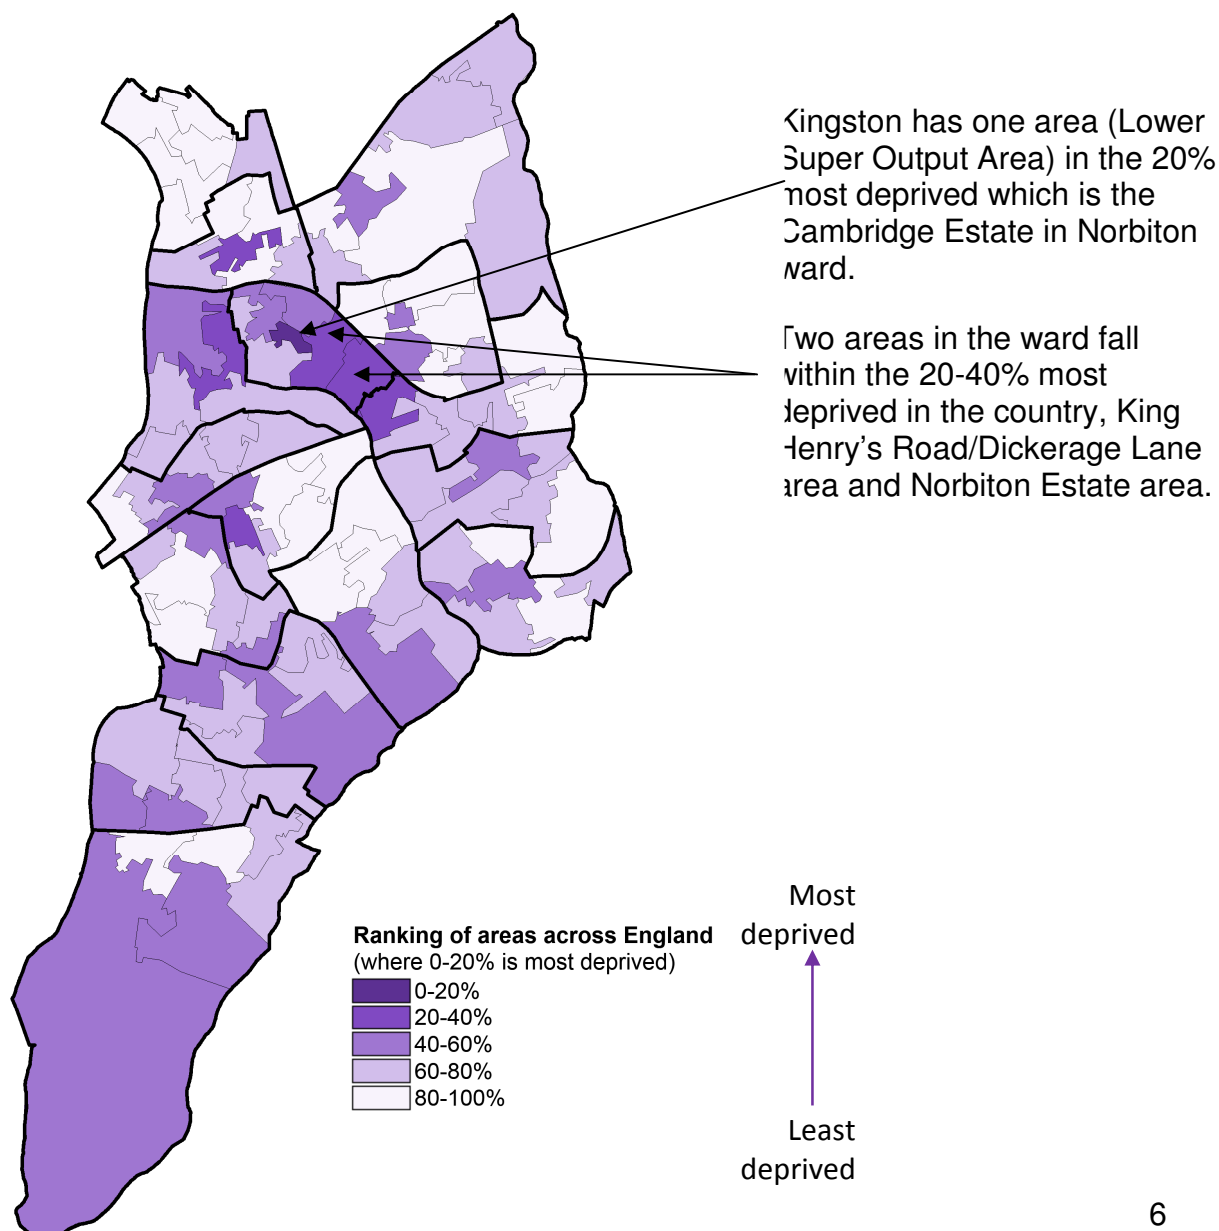 Kingston has one area (Lower
Super Output Area) in the 20%
most deprived which is the
Cambridge Estate in Norbiton
ward.
Two areas in the ward fall
within the 20-40% most
deprived in the country, King
Henry's Road/Dickerage Lane
area and Norbiton Estate area.
Most
deprived
Ranking of areas across England
(where 0-20% is most deprived)
0-20%
20-40%
40-60%
60-80%
80-100%
Least
deprived
6